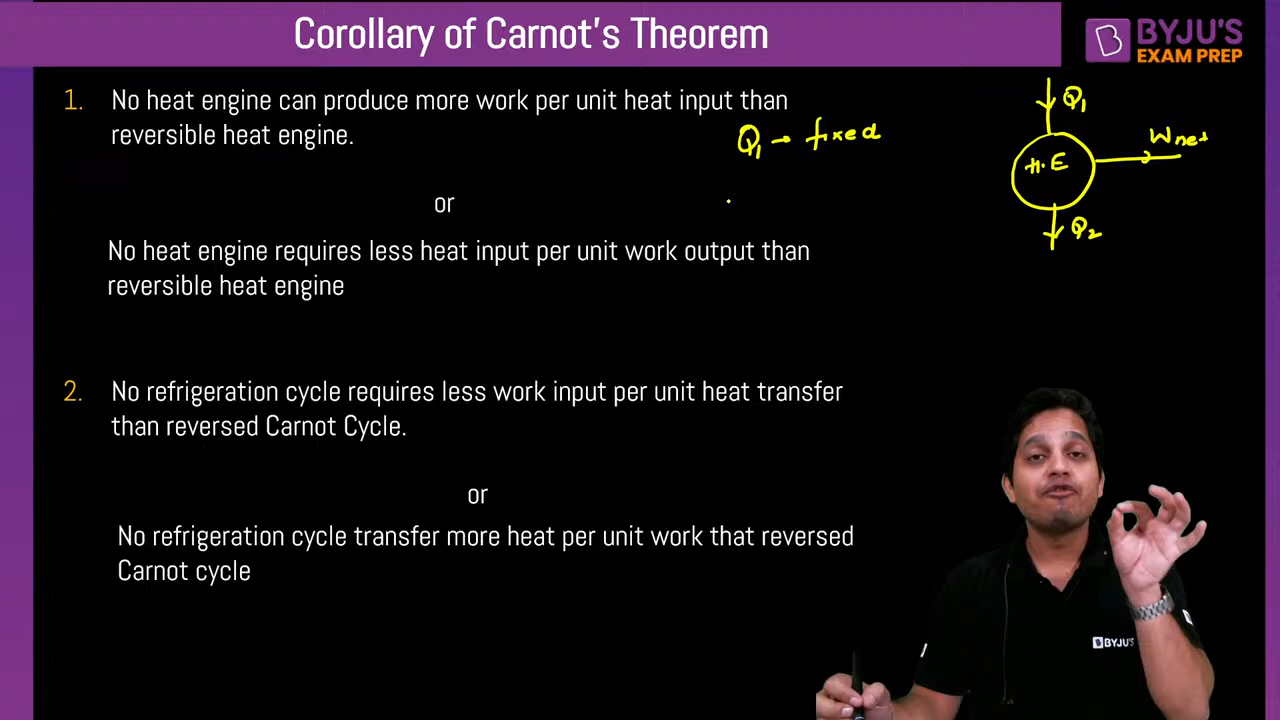 Corollary of Carnot's Theorem
BYJU'S
EXAM PREP
1. No heat engine can produce more work per unit heat input than
reversible heat engine.
Q1 → fixed
Q1
H.E
Wnet
Q2
or
No heat engine requires less heat input per unit work output than
reversible heat engine
2. No refrigeration cycle requires less work input per unit heat transfer
than reversed Carnot Cycle.
or
No refrigeration cycle transfer more heat per unit work that reversed
Carnot cycle
BYJU'S